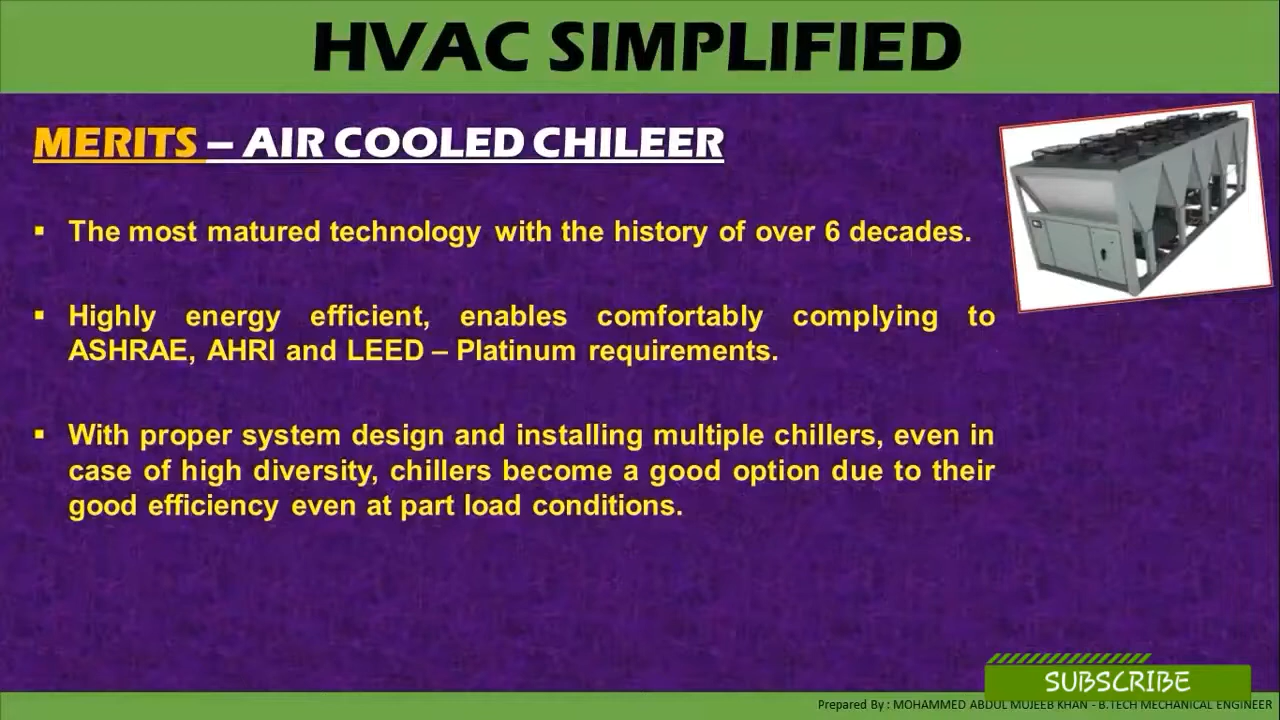 HVAC SIMPLIFIED
MERITS – AIR COOLED CHILEER
▪ The most matured technology with the history of over 6 decades.
▪ Highly energy efficient, enables comfortably complying to
ASHRAE, AHRI and LEED – Platinum requirements.
▪ With proper system design and installing multiple chillers, even in
case of high diversity, chillers become a good option due to their
good efficiency even at part load conditions.
SUBSCRIBE
Prepared By : MOHAMMED ABDUL MUJEEB KHAN - B.TECH MECHANICAL ENGINEER